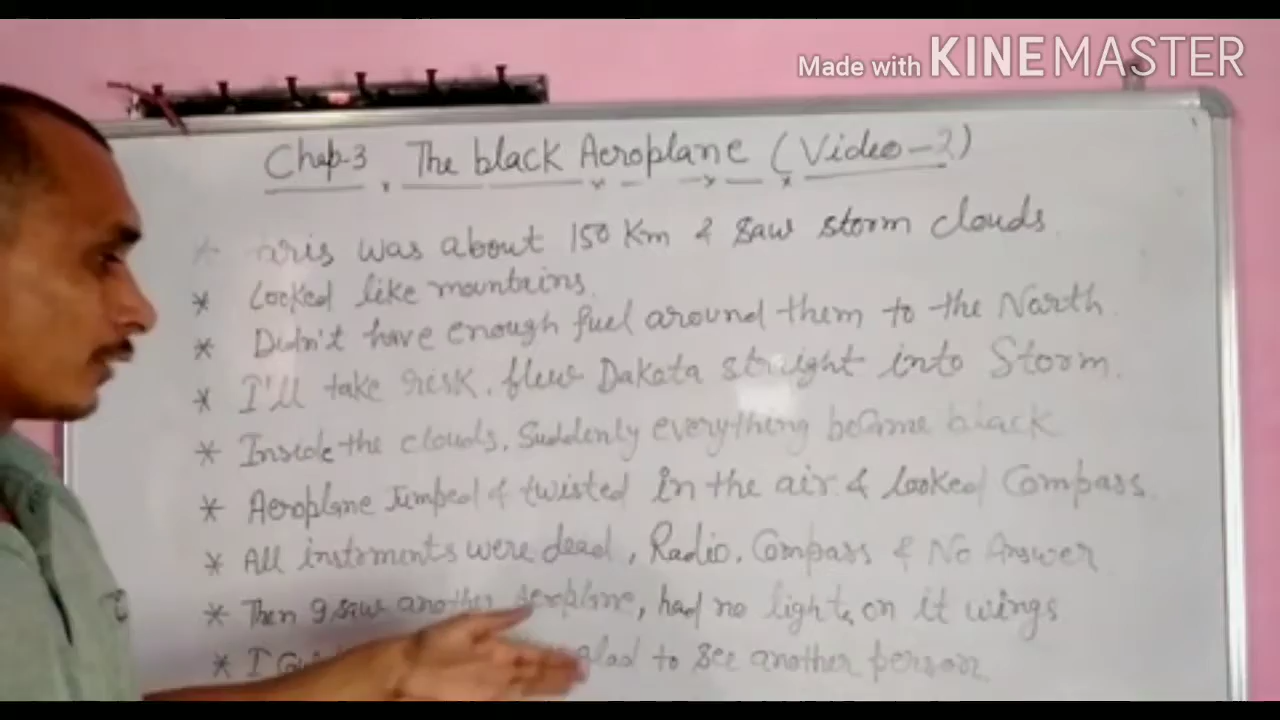 Made with KINEMASTER
Chap-3 The black Aeroplane (Video-2)
* aris was about 150 Km & saw storm clouds
* Looked like mountains
* Didn't have enough fuel around them to the North
* I'll take risk. flew Dakota straight into Storm.
* Inside the clouds. Suddenly everything became black
* Aeroplane Jumped & twisted in the air & looked Compass
* All instroments were dead, Radio. Compass & No Answer
* Then I saw another aeroplane, had no light on it wings
* I glad to see another person